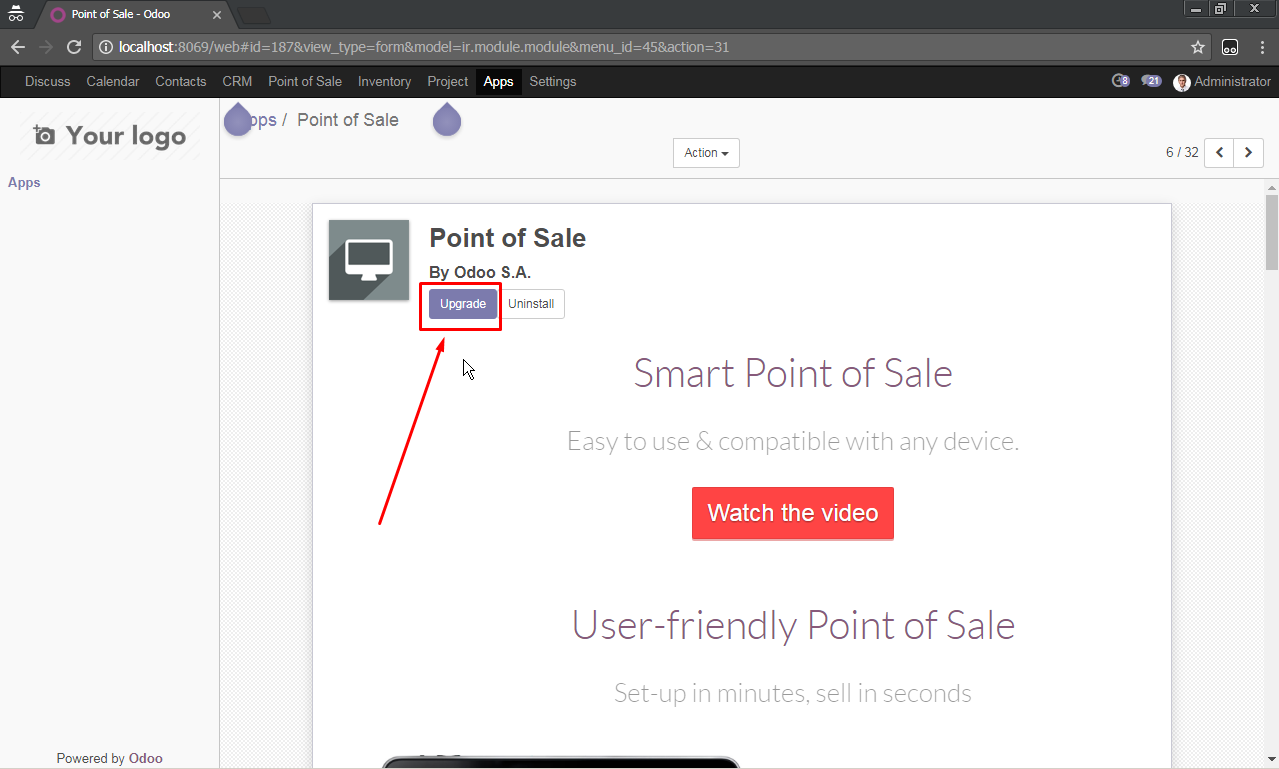 Point of Sale - Odoo
localhost:8069/web#id=187&view_type=form&model=ir.module.module&menu_id=45&action=31
Discuss Calendar Contacts CRM Point of Sale Inventory Project Apps Settings 8 21 Administrator
Your logo
pps / Point of Sale
Action
6 / 32
Apps
Point of Sale
By Odoo S.A.
Upgrade Uninstall
Smart Point of Sale
Easy to use & compatible with any device.
Watch the video
User-friendly Point of Sale
Set-up in minutes, sell in seconds
Powered by Odoo